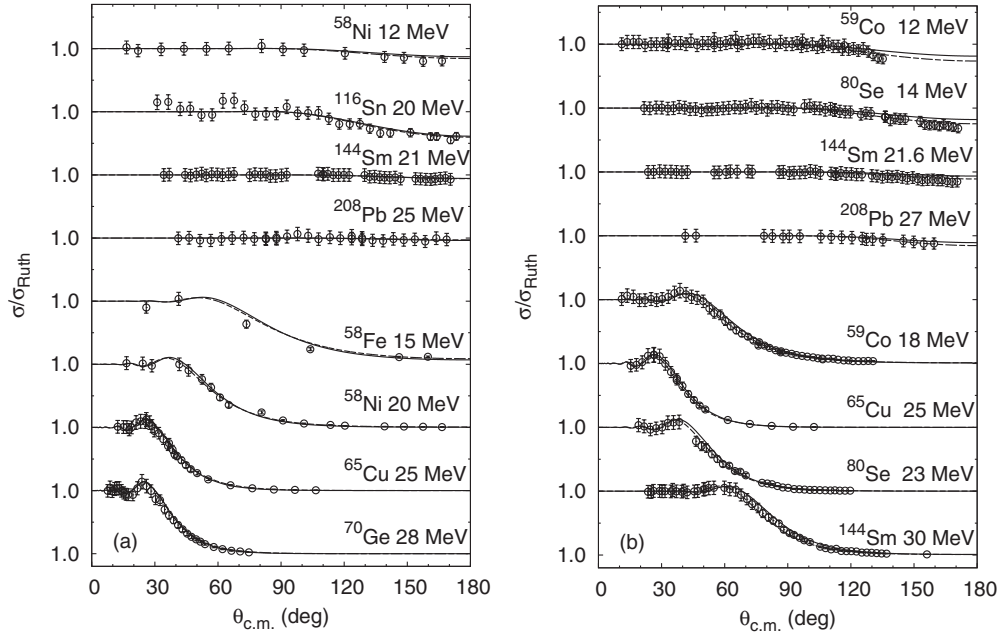 ⁵⁸Ni 12 MeV
1.0
¹¹⁶Sn 20 MeV
1.0
¹⁴⁴Sm 21 MeV
1.0
²⁰⁸Pb 25 MeV
1.0
σ/σRuth
1.0
⁵⁸Fe 15 MeV
1.0
⁵⁸Ni 20 MeV
1.0
⁶⁵Cu 25 MeV
1.0
⁷⁰Ge 28 MeV
(a)
1.0
0 30 60 90 120 150 180
θc.m. (deg)
⁵⁹Co 12 MeV
1.0
⁸⁰Se 14 MeV
1.0
¹⁴⁴Sm 21.6 MeV
1.0
²⁰⁸Pb 27 MeV
1.0
σ/σRuth
1.0
⁵⁹Co 18 MeV
1.0
⁶⁵Cu 25 MeV
1.0
⁸⁰Se 23 MeV
1.0
¹⁴⁴Sm 30 MeV
(b)
1.0
0 30 60 90 120 150 180
θc.m. (deg)